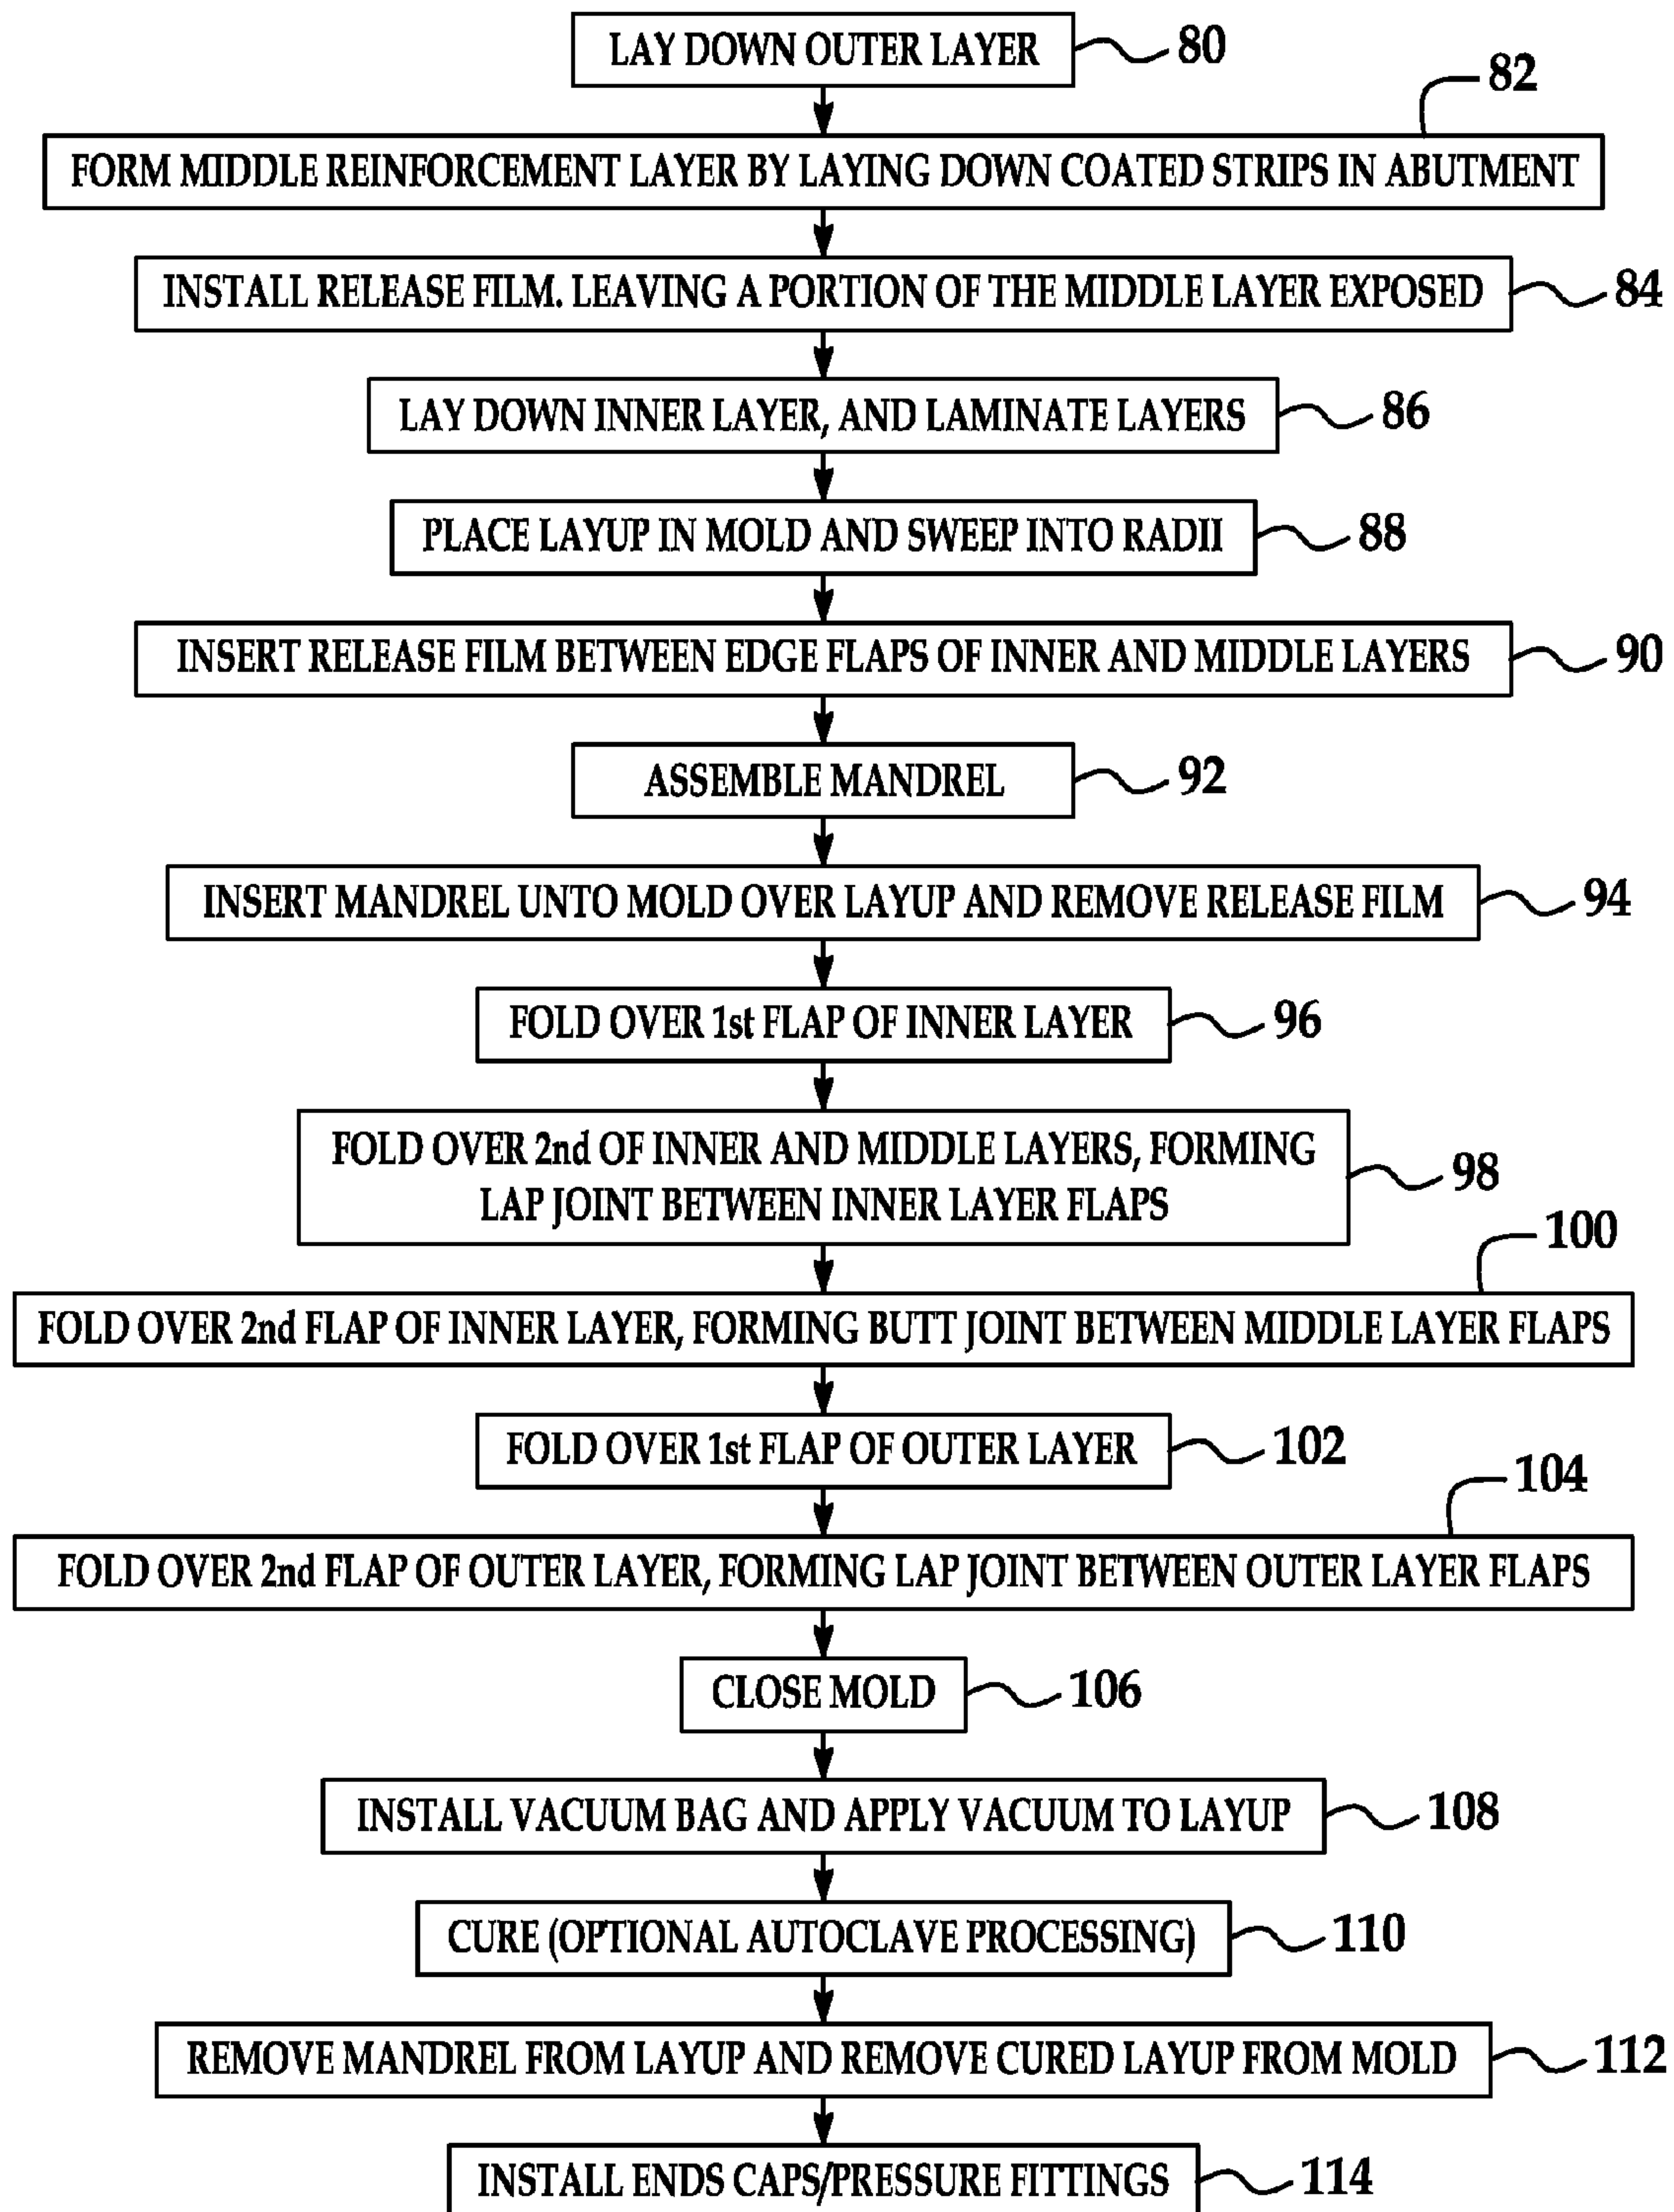 LAY DOWN OUTER LAYER
80
82
FORM MIDDLE REINFORCEMENT LAYER BY LAYING DOWN COATED STRIPS IN ABUTMENT
INSTALL RELEASE FILM. LEAVING A PORTION OF THE MIDDLE LAYER EXPOSED
84
LAY DOWN INNER LAYER, AND LAMINATE LAYERS
86
PLACE LAYUP IN MOLD AND SWEEP INTO RADII
88
INSERT RELEASE FILM BETWEEN EDGE FLAPS OF INNER AND MIDDLE LAYERS
90
ASSEMBLE MANDREL
92
INSERT MANDREL UNTO MOLD OVER LAYUP AND REMOVE RELEASE FILM
94
FOLD OVER 1st FLAP OF INNER LAYER
96
FOLD OVER 2nd OF INNER AND MIDDLE LAYERS, FORMING
LAP JOINT BETWEEN INNER LAYER FLAPS
98
100
FOLD OVER 2nd FLAP OF INNER LAYER, FORMING BUTT JOINT BETWEEN MIDDLE LAYER FLAPS
FOLD OVER 1st FLAP OF OUTER LAYER
102
104
FOLD OVER 2nd FLAP OF OUTER LAYER, FORMING LAP JOINT BETWEEN OUTER LAYER FLAPS
CLOSE MOLD
106
INSTALL VACUUM BAG AND APPLY VACUUM TO LAYUP
108
CURE (OPTIONAL AUTOCLAVE PROCESSING)
110
REMOVE MANDREL FROM LAYUP AND REMOVE CURED LAYUP FROM MOLD
112
INSTALL ENDS CAPS/PRESSURE FITTINGS
114